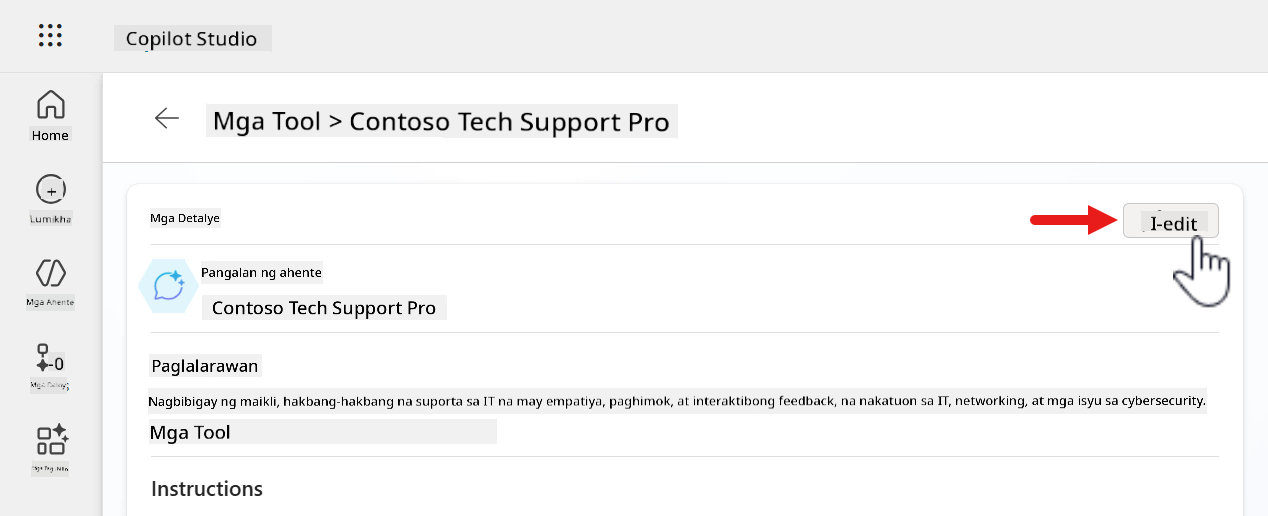 Copilot Studio
Mga Tool > Contoso Tech Support Pro
Home
Lumikha
Mga Ahente
Mga
Mga
Mga Detalye
I-edit
Pangalan ng ahente
Contoso Tech Support Pro
Paglalarawan
Nagbibigay ng maikli, hakbang-hakbang na suporta sa IT na may empatiya, paghimok, at interaktibong feedback, na nakatuon sa IT, networking, at mga isyu sa cybersecurity.
Mga Tool
Instructions